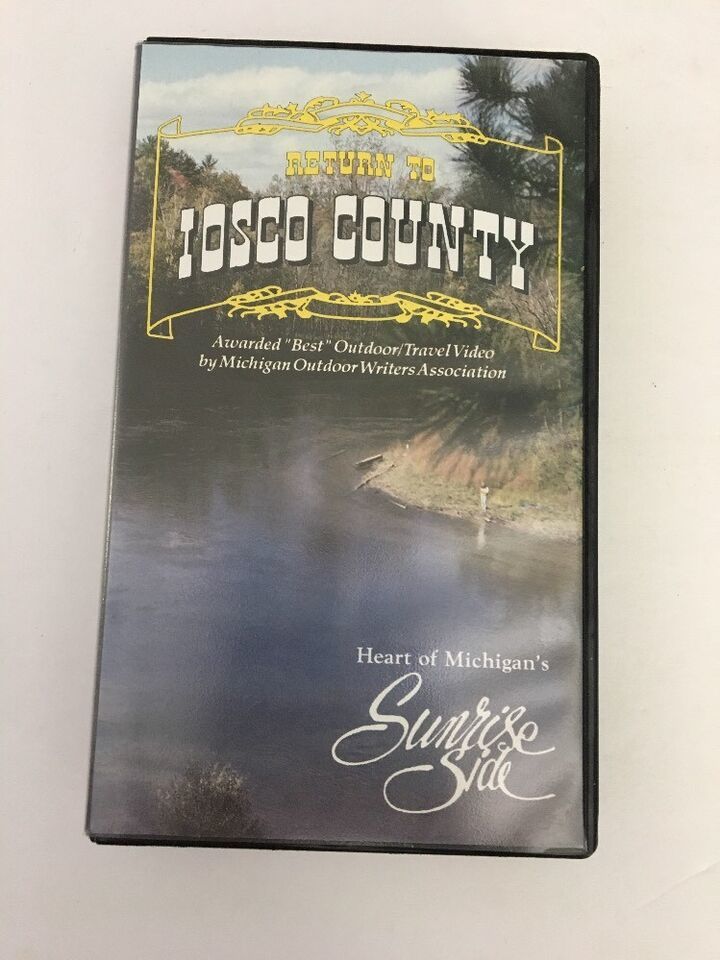 RETURN TO
IOSCO COUNTY
Awarded "Best" Outdoor/Travel Video
by Michigan Outdoor Writers Association
Heart of Michigan's
Sunrise
Side